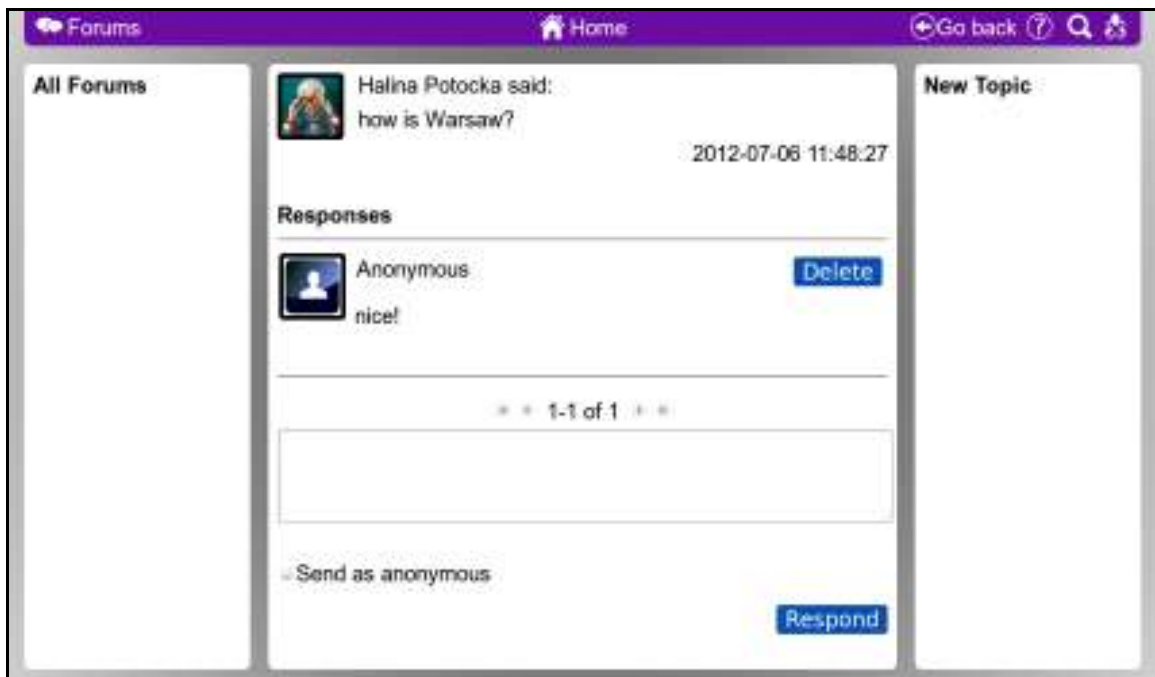 Forums
Home
Go back
All Forums
Halina Potocka said:
how is Warsaw?
2012-07-06 11:48:27
Responses
Anonymous
Delete
nice!
1-1 of 1
Send as anonymous
Respond
New Topic